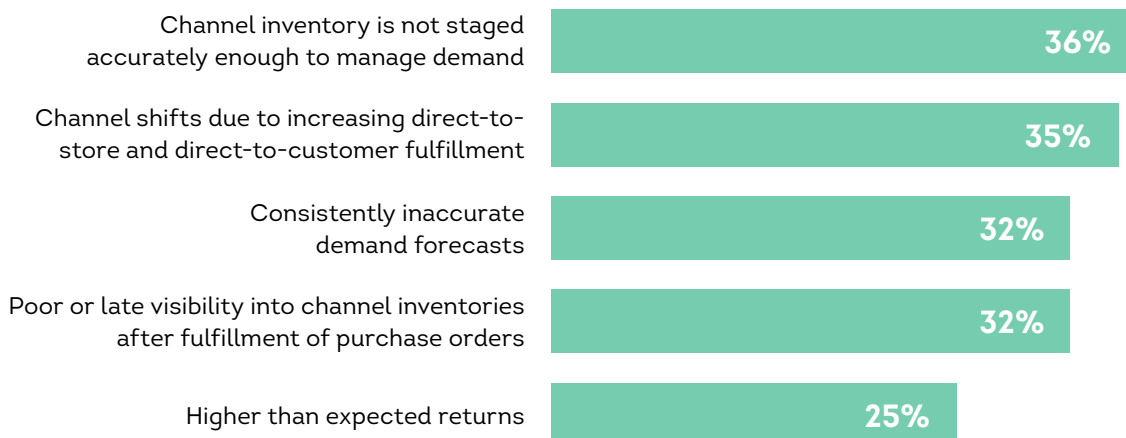 Channel inventory is not staged
accurately enough to manage demand
36%
Channel shifts due to increasing direct-to-
store and direct-to-customer fulfillment
35%
Consistently inaccurate
demand forecasts
32%
Poor or late visibility into channel inventories
after fulfillment of purchase orders
32%
Higher than expected returns
25%